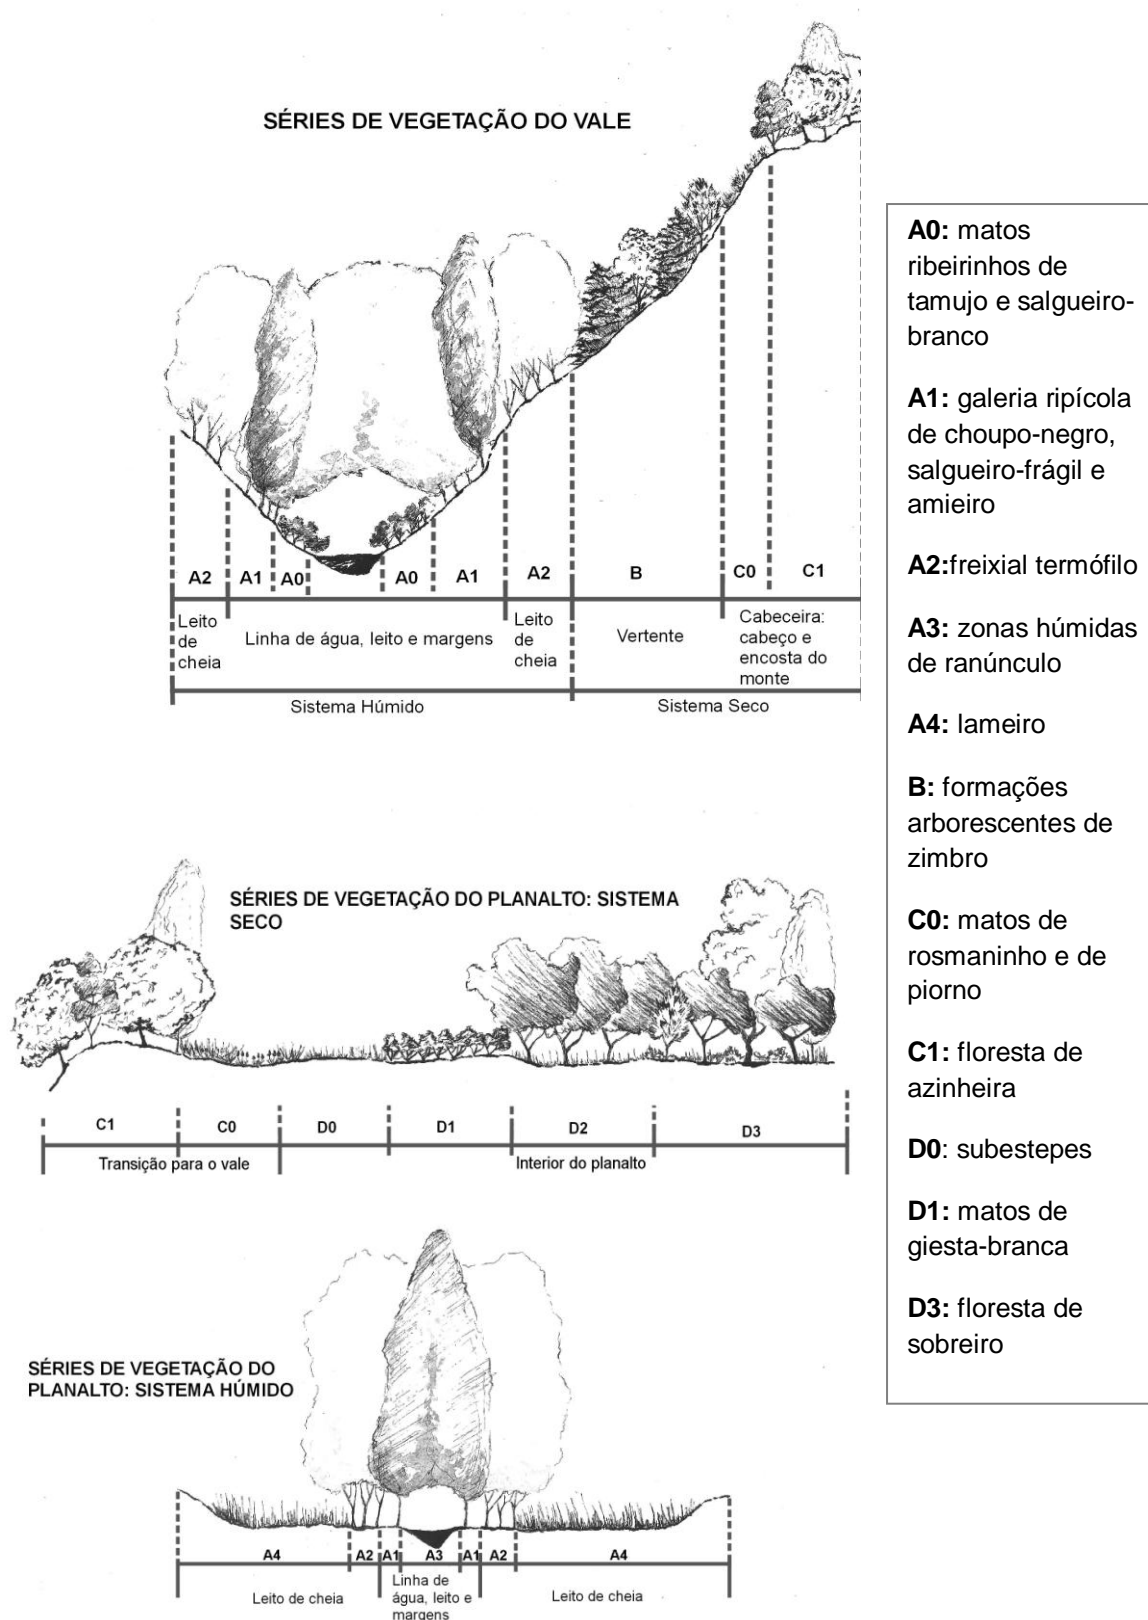 SÉRIES DE VEGETAÇÃO DO VALE
A2
A1
A0
A0
A1
A2
B
C0
C1
Leito
de
cheia
Linha de água, leito e margens
Leito
de
cheia
Vertente
Cabeceira:
cabeço e
encosta do
monte
Sistema Húmido
Sistema Seco
SÉRIES DE VEGETAÇÃO DO PLANALTO: SISTEMA
SECO
C1
C0
D0
D1
D2
D3
Transição para o vale
Interior do planalto
SÉRIES DE VEGETAÇÃO DO
PLANALTO: SISTEMA HÚMIDO
A4
A2
A1
A3
A1
A2
A4
Leito de cheia
Linha de
água, leito e
margens
Leito de cheia
A0: matos
ribeirinhos de
tamujo e salgueiro-
branco
A1: galeria ripícola
de choupo-negro,
salgueiro-frágil e
amieiro
A2:freixial termófilo
A3: zonas húmidas
de ranúnculo
A4: lameiro
B: formações
arborescentes de
zimbro
C0: matos de
rosmaninho e de
piorno
C1: floresta de
azinheira
D0: subestepes
D1: matos de
giesta-branca
D3: floresta de
sobreiro